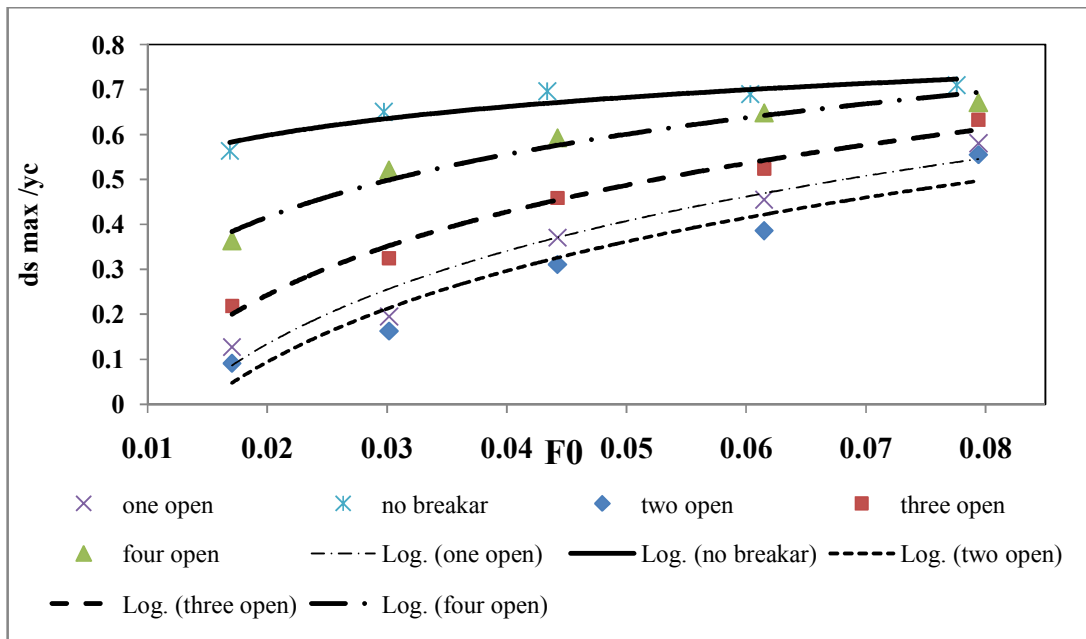 0.8
0.7
0.6
0.5
0.4
0.3
0.2
0.1
0
ds max /yc
0.01 0.02 0.03 0.04 0.05 0.06 0.07 0.08
F0
one open no breakar two open three open
four open Log. (one open) Log. (no breakar) Log. (two open)
Log. (three open) Log. (four open)